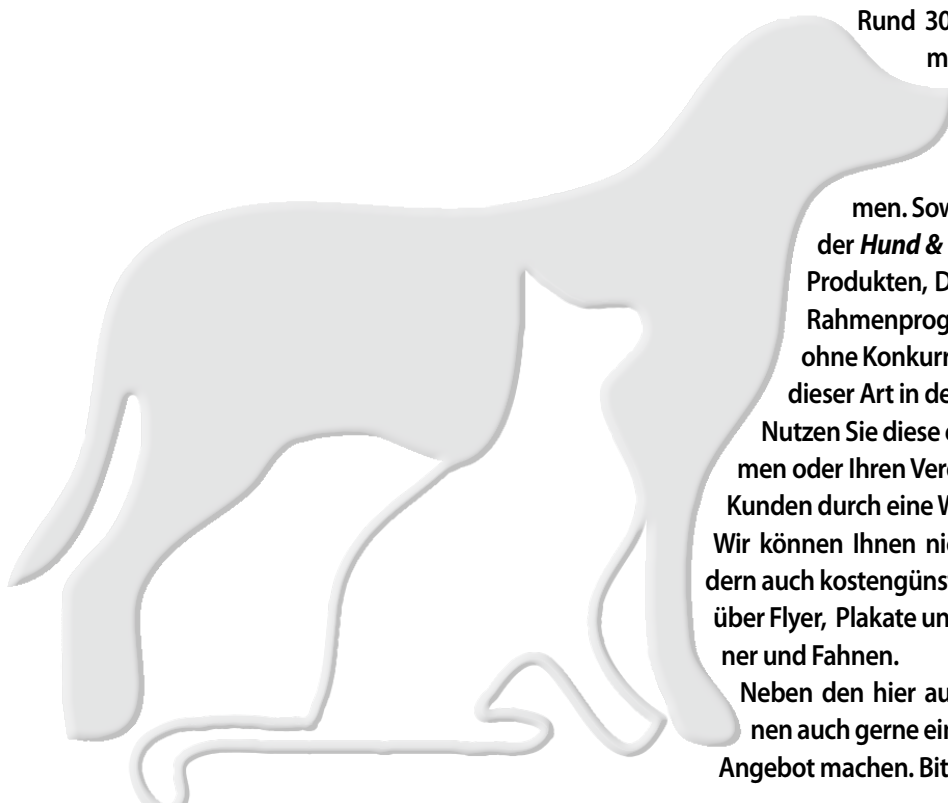 Rund 30
m
men. Sow
der Hund &
Produkten, D
Rahmenprog
ohne Konkurr
dieser Art in de
Nutzen Sie diese
men oder Ihren Vere
Kunden durch eine W
Wir können Ihnen ni
dern auch kostengüns
über Flyer, Plakate un
ner und Fahnen.
Neben den hier au
nen auch gerne ein
Angebot machen. Bit